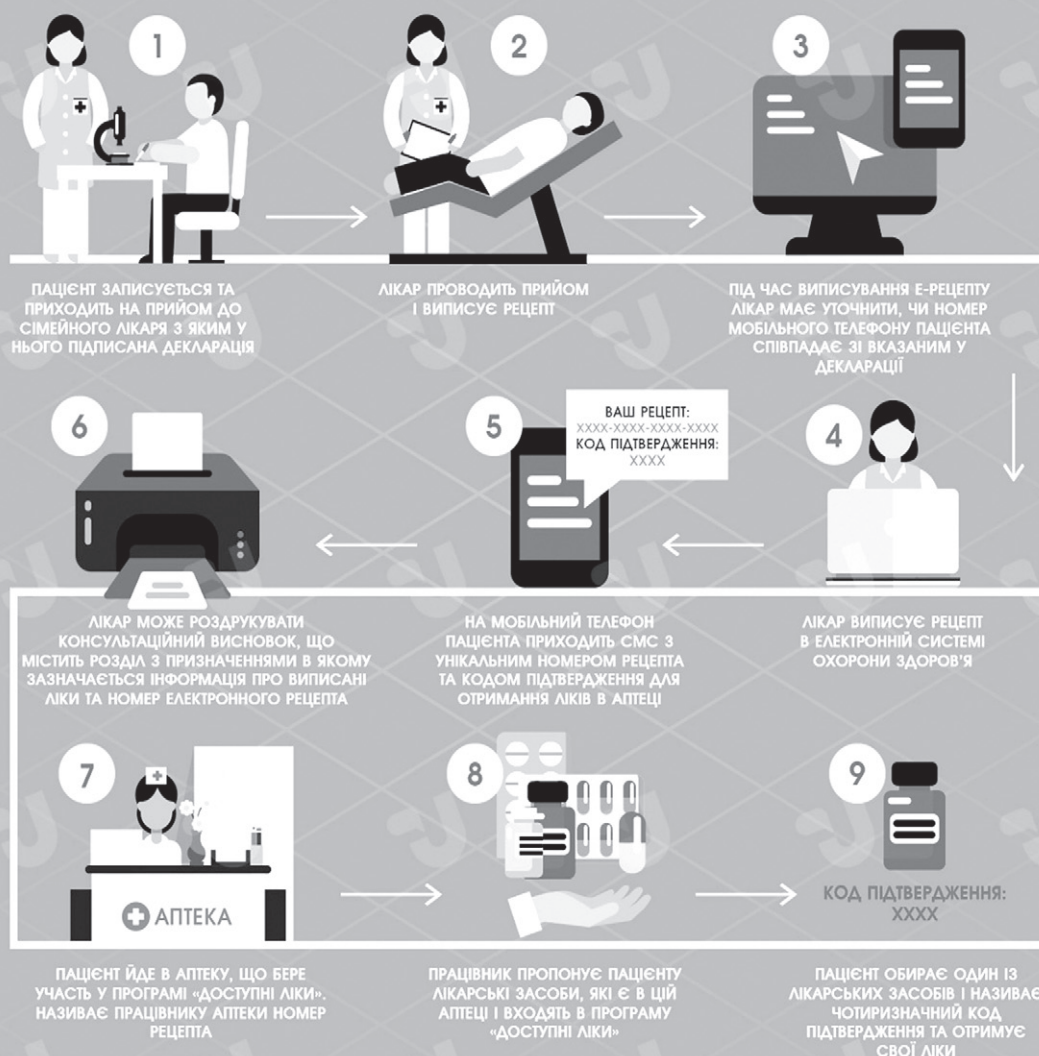 1
ПАЦІЄНТ ЗАПИСУЄТЬСЯ ТА
ПРИХОДИТЬ НА ПРИЙОМ ДО
СІМЕЙНОГО ЛІКАРЯ З ЯКИМ У
НЬОГО ПІДПИСАНА ДЕКЛАРАЦІЯ
2
ЛІКАР ПРОВОДИТЬ ПРИЙОМ
І ВИПИСУЄ РЕЦЕПТ
3
ПІД ЧАС ВИПИСУВАННЯ Е-РЕЦЕПТУ
ЛІКАР МАЄ УТОЧНИТИ, ЧИ НОМЕР
МОБІЛЬНОГО ТЕЛЕФОНУ ПАЦІЄНТА
СПІВПАДАЄ ЗІ ВКАЗАНИМ У
ДЕКЛАРАЦІЇ
4
ЛІКАР ВИПИСУЄ РЕЦЕПТ
В ЕЛЕКТРОННІЙ СИСТЕМІ
ОХОРОНИ ЗДОРОВ'Я
5
ВАШ РЕЦЕПТ:
XXXX-XXXX-XXXX-XXXX
КОД ПІДТВЕРДЖЕННЯ:
XXXX
НА МОБІЛЬНИЙ ТЕЛЕФОН
ПАЦІЄНТА ПРИХОДИТЬ СМС З
УНІКАЛЬНИМ НОМЕРОМ РЕЦЕПТА
ТА КОДОМ ПІДТВЕРДЖЕННЯ ДЛЯ
ОТРИМАННЯ ЛІКІВ В АПТЕЦІ
6
ЛІКАР МОЖЕ РОЗДРУКУВАТИ
КОНСУЛЬТАЦІЙНИЙ ВИСНОВОК, ЩО
МІСТИТЬ РОЗДІЛ З ПРИЗНАЧЕННЯМИ В ЯКОМУ
ЗАЗНАЧАЄТЬСЯ ІНФОРМАЦІЯ ПРО ВИПИСАНІ
ЛІКИ ТА НОМЕР ЕЛЕКТРОННОГО РЕЦЕПТА
7
АПТЕКА
ПАЦІЄНТ ЙДЕ В АПТЕКУ, ЩО БЕРЕ
УЧАСТЬ У ПРОГРАМІ «ДОСТУПНІ ЛІКИ».
НАЗИВАЄ ПРАЦІВНИКУ АПТЕКИ НОМЕР
РЕЦЕПТА
8
ПРАЦІВНИК ПРОПОНУЄ ПАЦІЄНТУ
ЛІКАРСЬКІ ЗАСОБИ, ЯКІ Є В ЦІЙ
АПТЕЦІ І ВХОДЯТЬ В ПРОГРАМУ
«ДОСТУПНІ ЛІКИ»
9
КОД ПІДТВЕРДЖЕННЯ:
XXXX
ПАЦІЄНТ ОБИРАЄ ОДИН ІЗ
ЛІКАРСЬКИХ ЗАСОБІВ І НАЗИВАЄ
ЧОТИРИЗНАЧНИЙ КОД
ПІДТВЕРДЖЕННЯ ТА ОТРИМУЄ
СВОЇ ЛІКИ